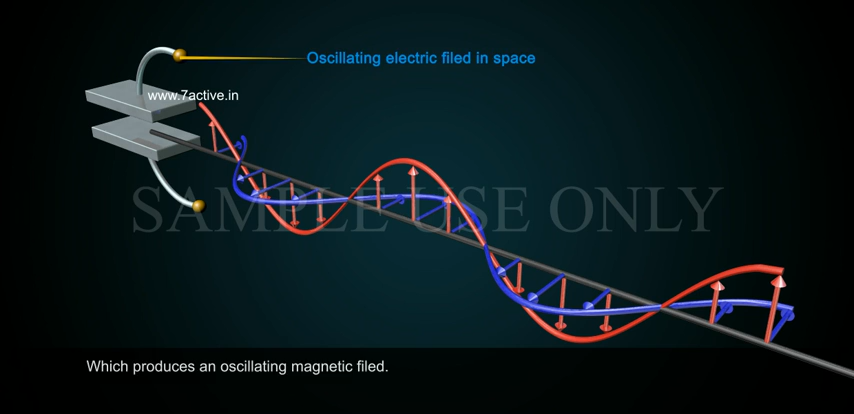 Oscillating electric filed in space
www.7active.in
SAMPLE USE ONLY
Which produces an oscillating magnetic filed.